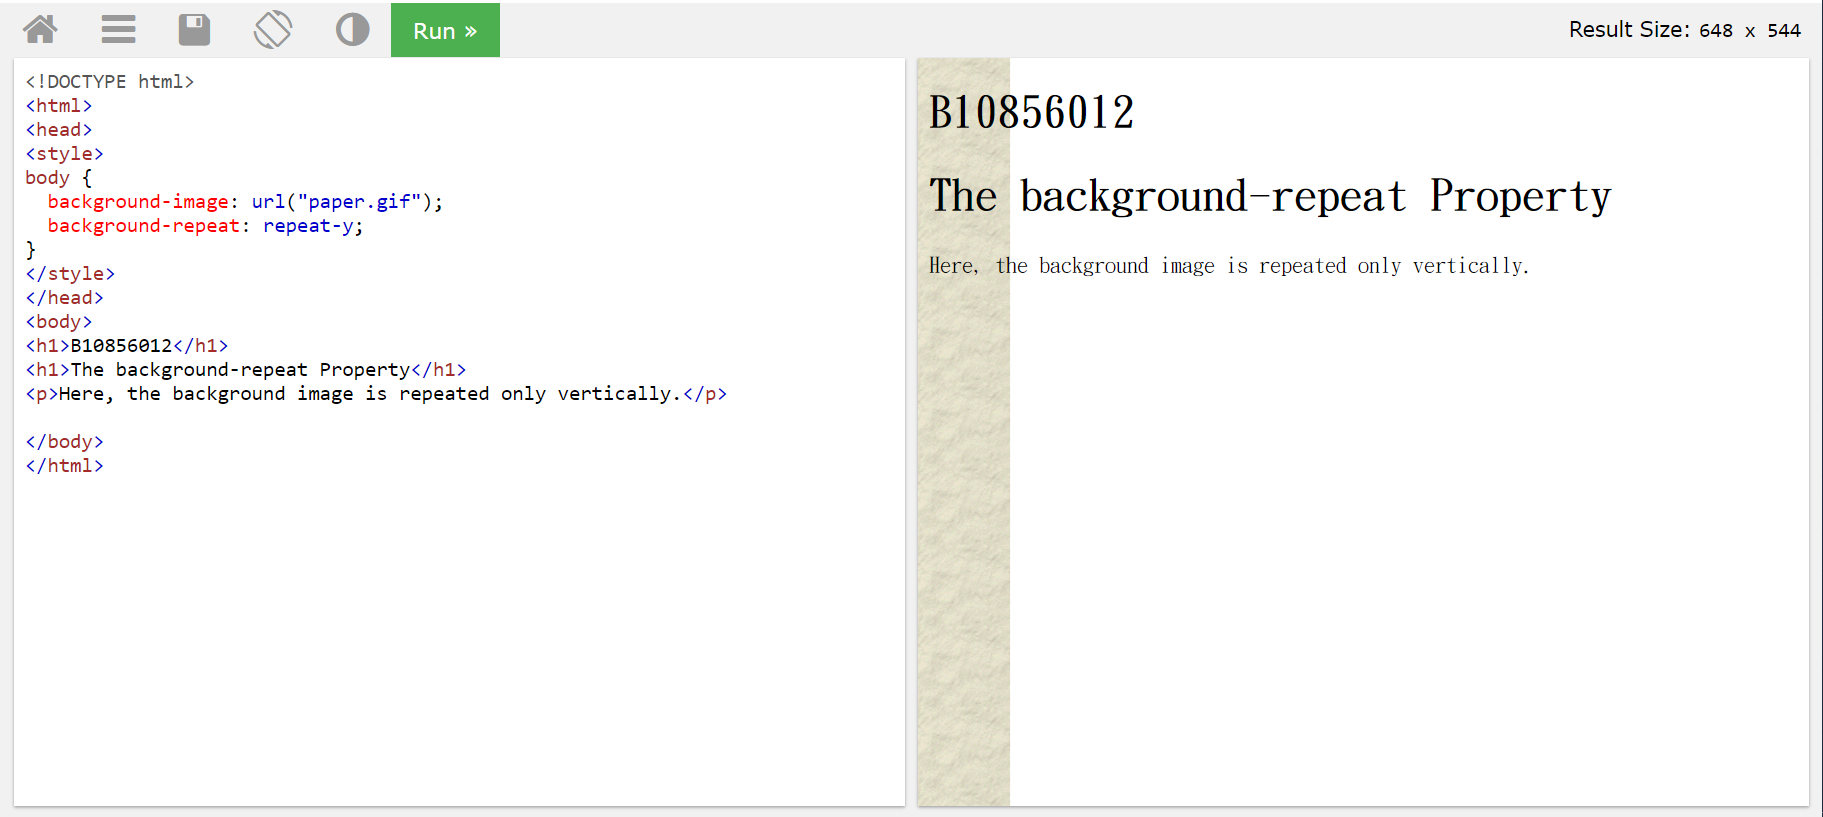 Run »
Result Size: 648 x 544
<!DOCTYPE html>
<html>
<head>
<style>
body {
  background-image: url("paper.gif");
  background-repeat: repeat-y;
}
</style>
</head>
<body>
<h1>B10856012</h1>
<h1>The background-repeat Property</h1>
<p>Here, the background image is repeated only vertically.</p>

</body>
</html>
B10856012
The background-repeat Property
Here, the background image is repeated only vertically.